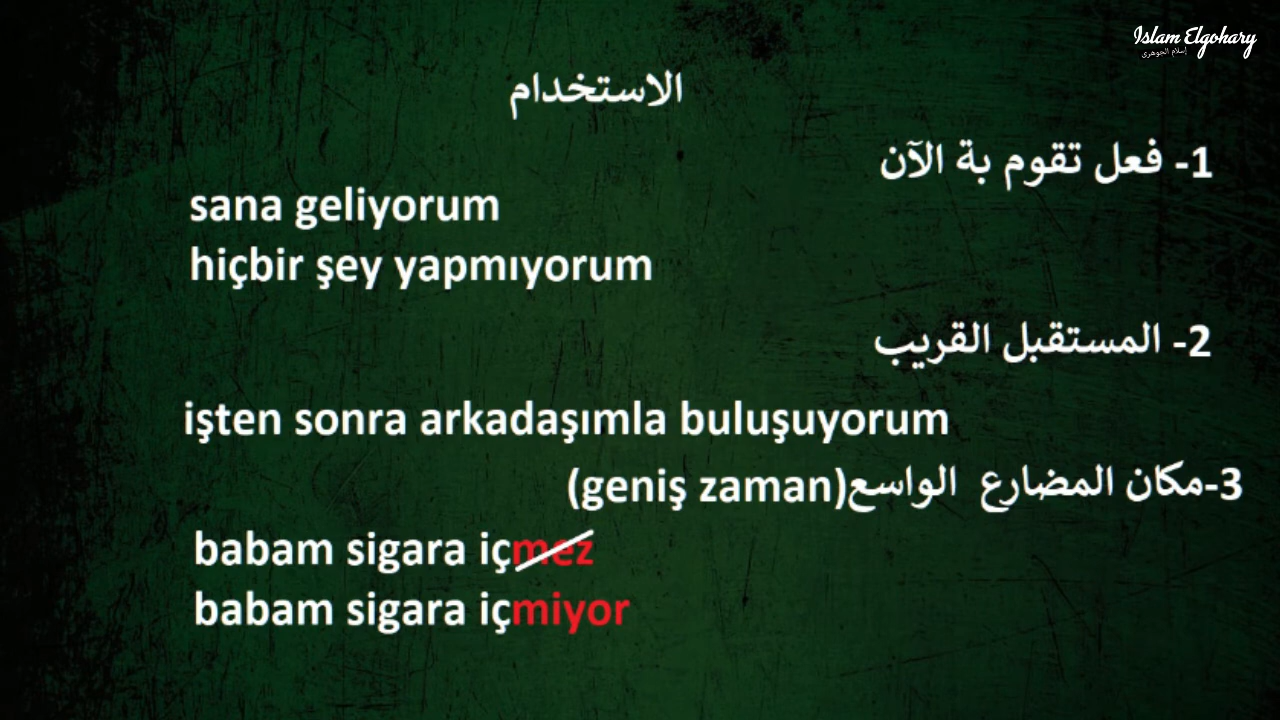 Islam Elgohary
إسلام الجوهري
الاستخدام
1- فعل تقوم بة الآن
sana geliyorum
hiçbir şey yapmıyorum
2- المستقبل القريب
işten sonra arkadaşımla buluşuyorum
3-مكان المضارع الواسع(geniş zaman)
babam sigara içmez
babam sigara içmiyor